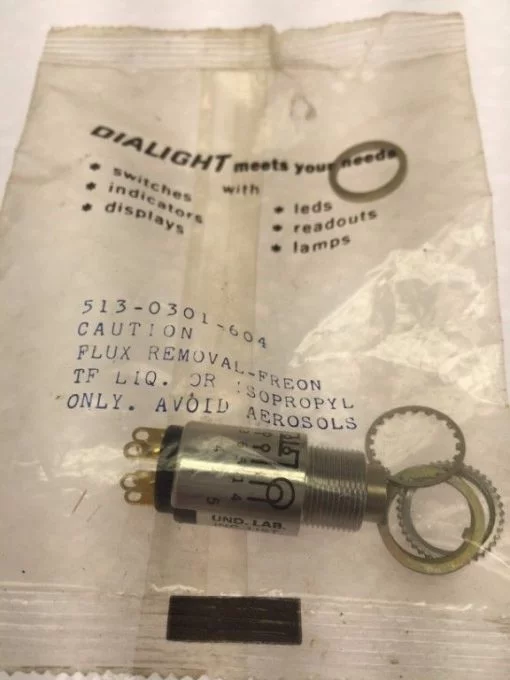 DIALIGHT meets your needs
with
• switches
• indicators
• displays
• leds
• readouts
• lamps
513-0301-604
CAUTION
FLUX REMOVAL-FREON
TF LIQ. OR ISOPROPYL
ONLY. AVOID AEROSOLS
UND-LAB.